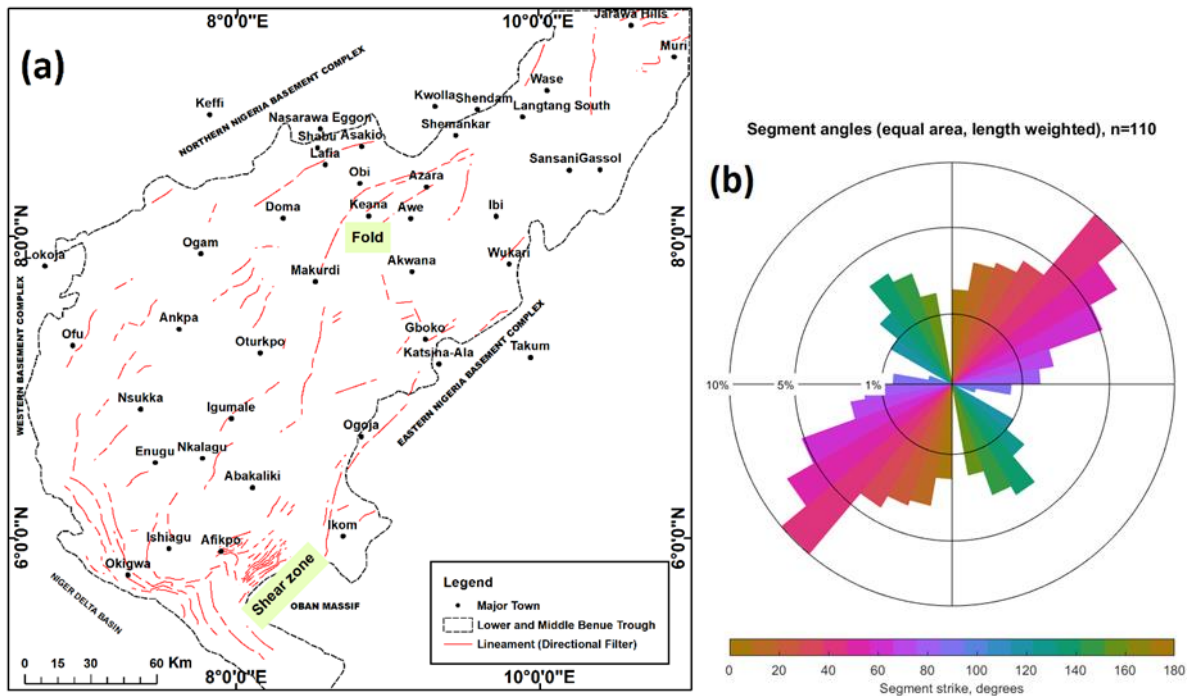 8°0'0"E
10°0'0"E
(a)
Jarawa Hills
Muri
Wase
Keffi
NORTHERN NIGERIA BASEMENT COMPLEX
Kwolla
Shendam
Langtang South
Nasarawa Eggon
Shabu
Asakio
Shemankar
Lafia
Obi
Azara
Sansani
Gassol
Doma
Keana
Awe
Ibi
Fold
8°0'0"N
8°0'0"N
Ogam
Lokoja
Akwana
Wukari
Makurdi
WESTERN BASEMENT COMPLEX
Ankpa
Ofu
Oturkpo
Gboko
Katsina-Ala
Takum
EASTERN NIGERIA BASEMENT COMPLEX
Nsukka
Igumale
Ogoja
Enugu
Nkalagu
Abakaliki
6°0'0"N
6°0'0"N
Ishiagu
Afikpo
Ikom
Okigwa
Shear zone
NIGER DELTA BASIN
OBAN MASSIF
Legend
Major Town
Lower and Middle Benue Trough
Lineament (Directional Filter)
0 15 30 60 Km
8°0'0"E
10°0'0"E
Segment angles (equal area, length weighted), n=110
(b)
10% 5% 1%
0 20 40 60 80 100 120 140 160 180
Segment strike, degrees